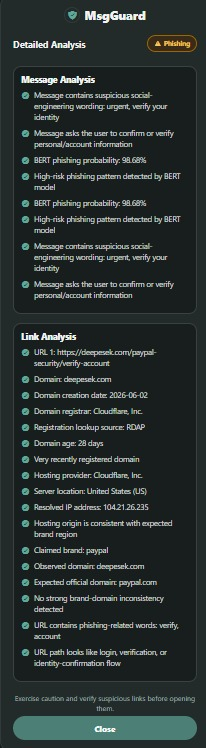 MsgGuard
Detailed Analysis
Phishing
Message Analysis
Message contains suspicious social-
engineering wording: urgent, verify your
identity
Message asks the user to confirm or verify
personal/account information
BERT phishing probability: 98.68%
High-risk phishing pattern detected by BERT
model
BERT phishing probability: 98.68%
High-risk phishing pattern detected by BERT
model
Message contains suspicious social-
engineering wording: urgent, verify your
identity
Message asks the user to confirm or verify
personal/account information
Link Analysis
URL 1: https://deepesek.com/paypal-
security/verify-account
Domain: deepesek.com
Domain creation date: 2026-06-02
Domain registrar: Cloudflare, Inc.
Registration lookup source: RDAP
Domain age: 28 days
Very recently registered domain
Hosting provider: Cloudflare, Inc.
Server location: United States (US)
Resolved IP address: 104.21.26.235
Hosting origin is consistent with expected
brand region
Claimed brand: paypal
Observed domain: deepesek.com
Expected official domain: paypal.com
No strong brand-domain inconsistency
detected
URL contains phishing-related words: verify,
account
URL path looks like login, verification, or
identity-confirmation flow
Exercise caution and verify suspicious links before opening
them.
Close